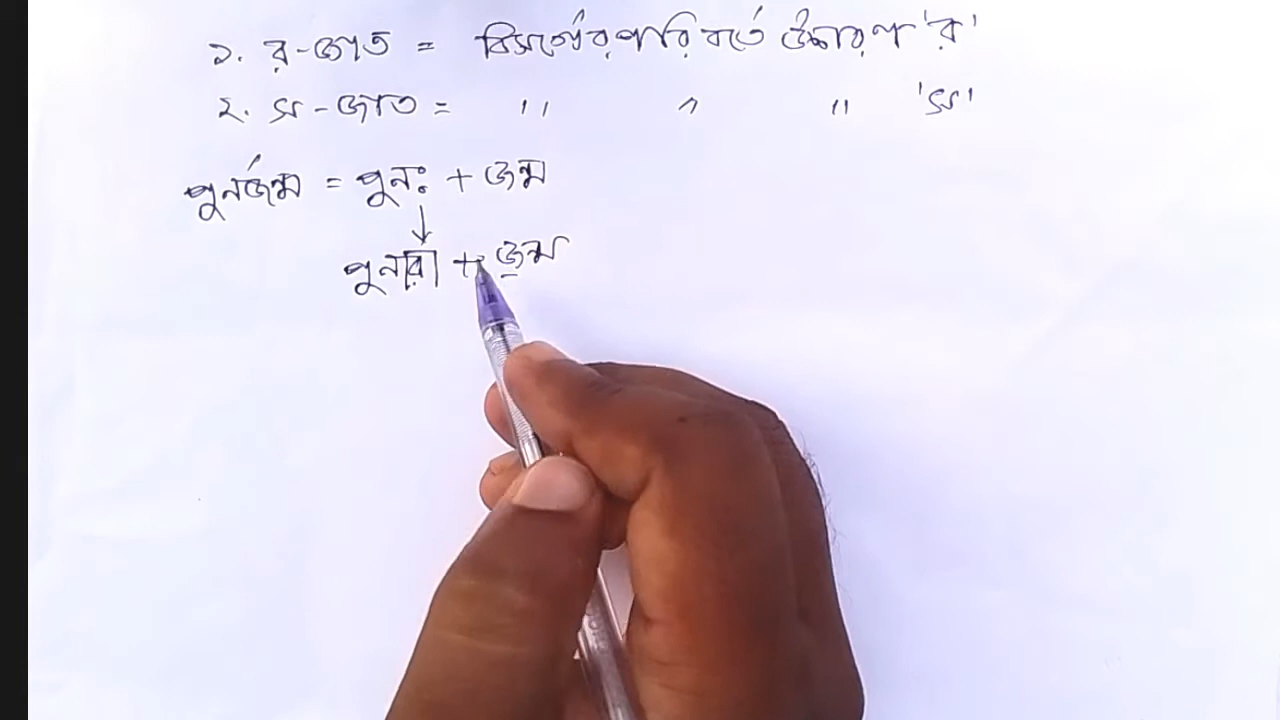 ১. র-জাত = বিসর্গের পরিবর্তে উচ্চারণ 'র'
২. স-জাত = " " " 'স'
পুনর্জন্ম = পুনঃ + জন্ম
↓
পুনর + জন্ম